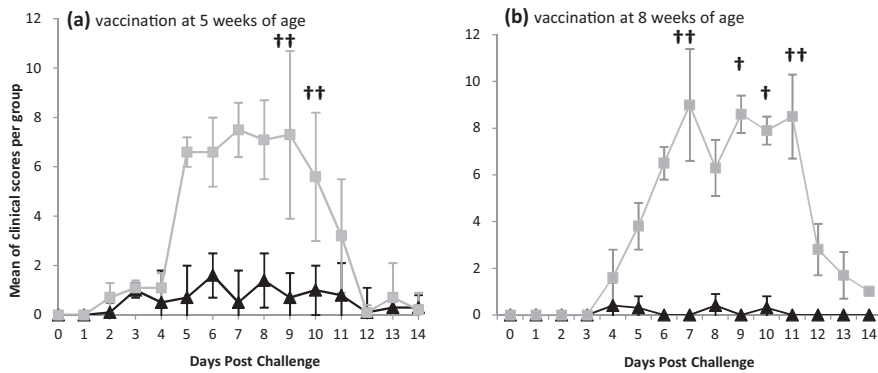 (a) vaccination at 5 weeks of age
Mean of clinical scores per group
12
10
8
6
4
2
0
††
††
0 1 2 3 4 5 6 7 8 9 10 11 12 13 14
Days Post Challenge
(b) vaccination at 8 weeks of age
12
10
8
6
4
2
0
††
†
†
††
0 1 2 3 4 5 6 7 8 9 10 11 12 13 14
Days Post Challenge